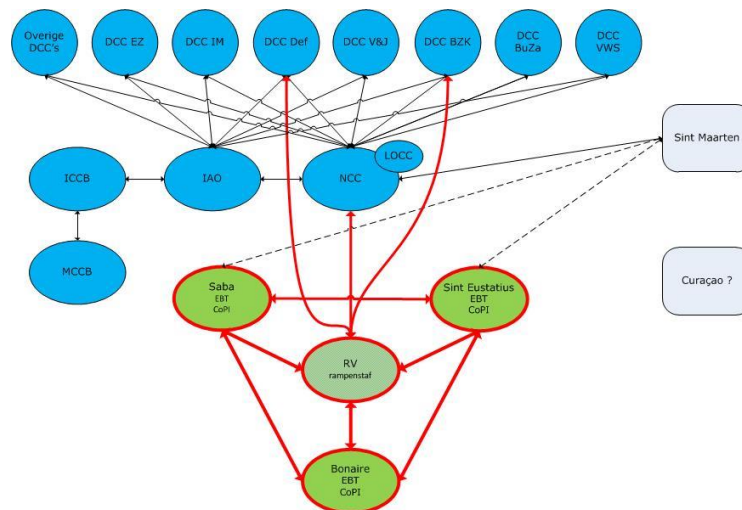 Overige
DCC's
DCC EZ
DCC IM
DCC Def
DCC V&J
DCC BZK
DCC
BuZa
DCC
VWS
LOCC
Sint Maarten
ICCB
IAO
NCC
MCCB
Saba
EBT
CoPI
Sint Eustatius
EBT
CoPI
Curaçao ?
RV
rampenstaf
Bonaire
EBT
CoPI